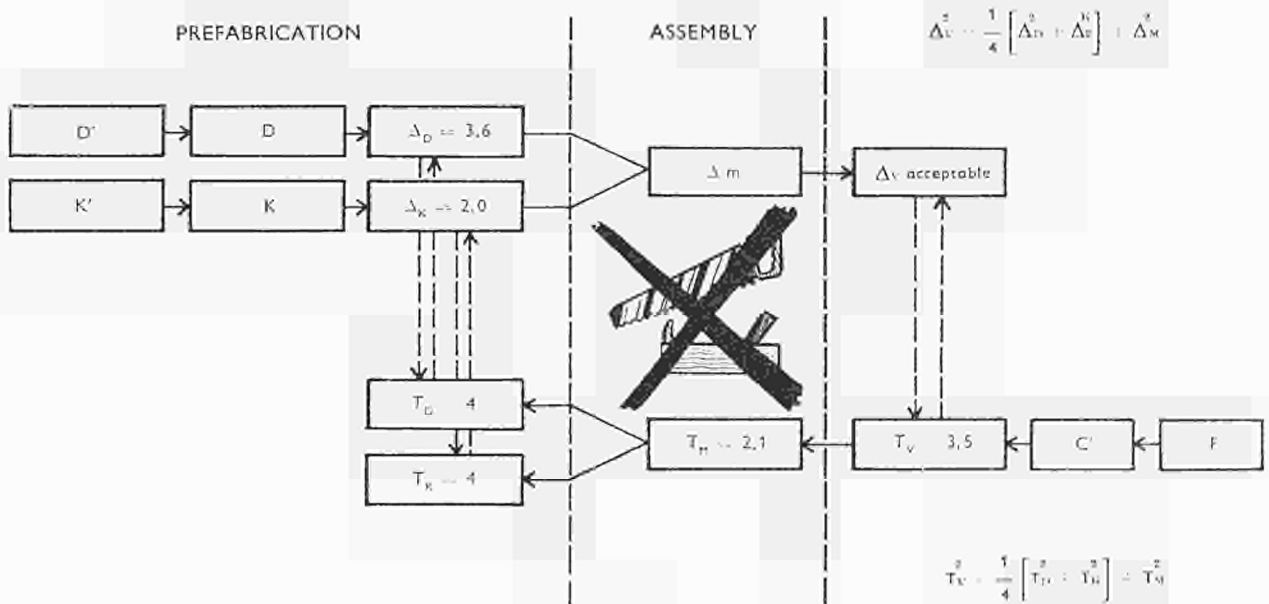 PREFABRICATION
ASSEMBLY
D'
D
Δ_D = 3,6
K'
K
Δ_K = 2,0
Δ m
Δ_V acceptable
T_D 4
T_K = 4
T_M = 2,1
T_V 3,5
C'
F